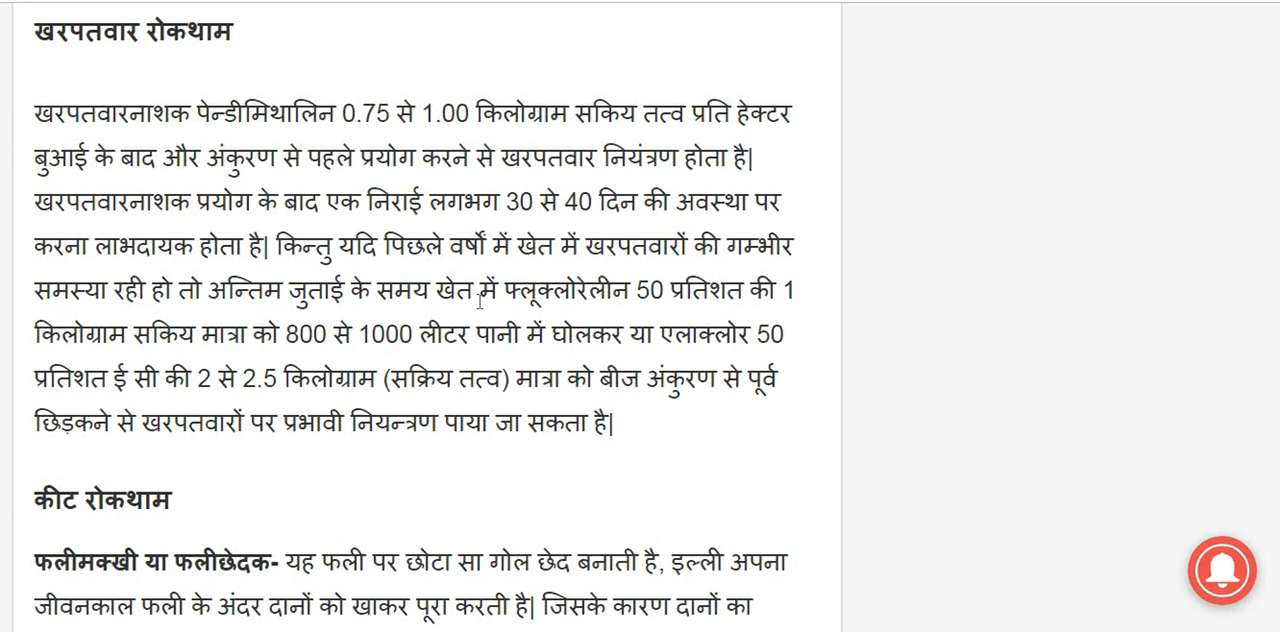 खरपतवार रोकथाम
खरपतवारनाशक पेन्डीमिथालिन 0.75 से 1.00 किलोग्राम सकिय तत्व प्रति हेक्टर
बुआई के बाद और अंकुरण से पहले प्रयोग करने से खरपतवार नियंत्रण होता है|
खरपतवारनाशक प्रयोग के बाद एक निराई लगभग 30 से 40 दिन की अवस्था पर
करना लाभदायक होता है| किन्तु यदि पिछले वर्षों में खेत में खरपतवारों की गम्भीर
समस्या रही हो तो अन्तिम जुताई के समय खेत में फ्लूक्लोरेलीन 50 प्रतिशत की 1
किलोग्राम सकिय मात्रा को 800 से 1000 लीटर पानी में घोलकर या एलाक्लोर 50
प्रतिशत ई सी की 2 से 2.5 किलोग्राम (सक्रिय तत्व) मात्रा को बीज अंकुरण से पूर्व
छिड़कने से खरपतवारों पर प्रभावी नियन्त्रण पाया जा सकता है|
कीट रोकथाम
फलीमक्खी या फलीछेदक- यह फली पर छोटा सा गोल छेद बनाती है, इल्ली अपना
जीवनकाल फली के अंदर दानों को खाकर पूरा करती है| जिसके कारण दानों का